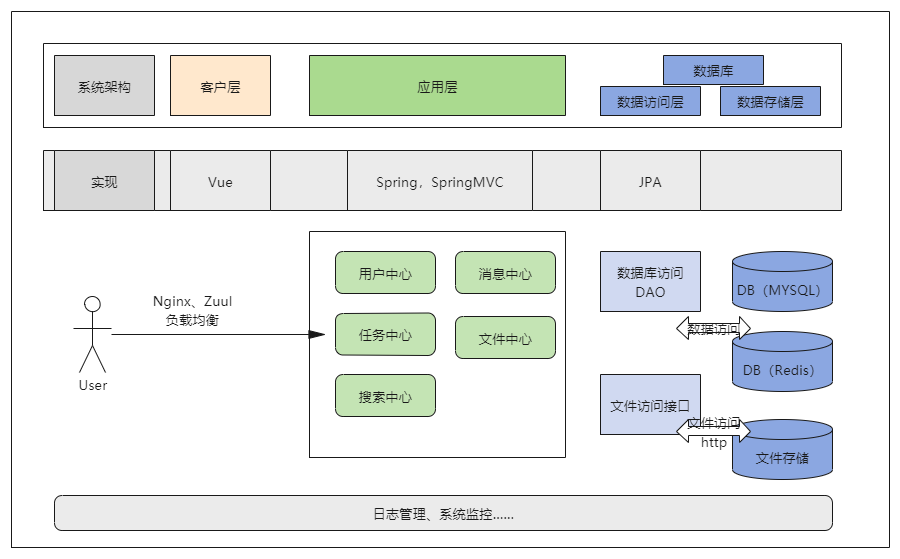 系统架构
客户层
应用层
数据库
数据访问层
数据存储层
实现
Vue
Spring，SpringMVC
JPA
User
Nginx、Zuul
负载均衡
用户中心
消息中心
任务中心
文件中心
搜索中心
数据库访问
DAO
DB（MYSQL）
数据访问
DB（Redis）
文件访问接口
文件访问
http
文件存储
日志管理、系统监控......